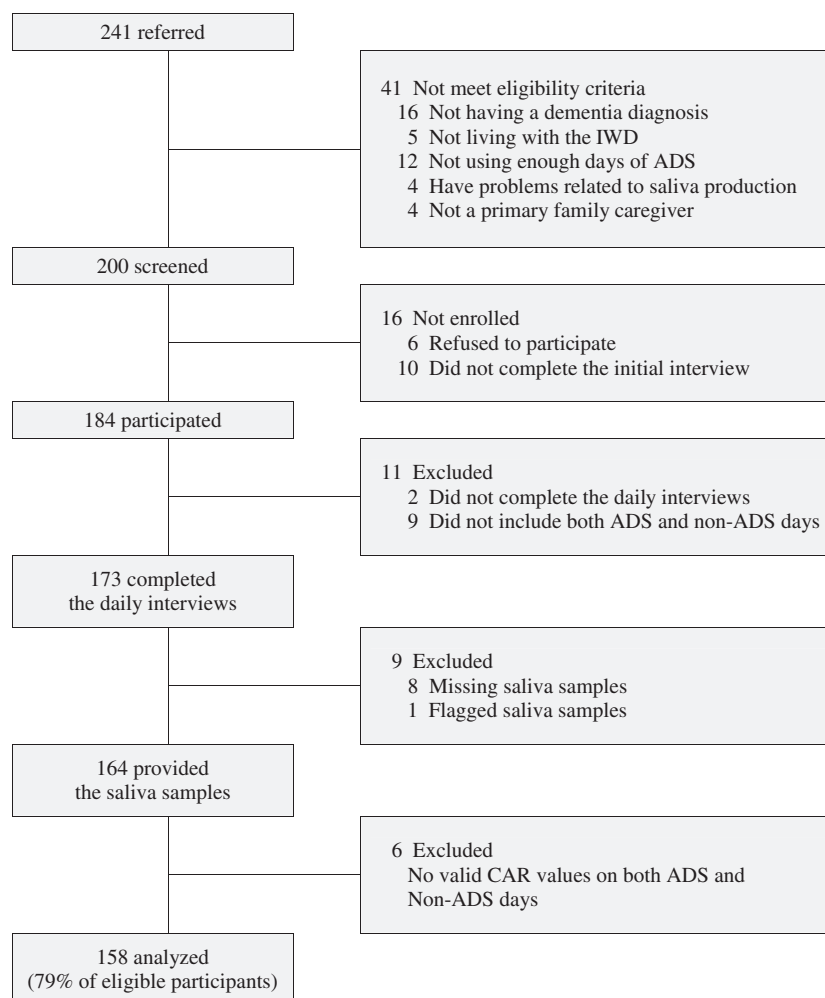 241 referred
41 Not meet eligibility criteria
16 Not having a dementia diagnosis
5 Not living with the IWD
12 Not using enough days of ADS
4 Have problems related to saliva production
4 Not a primary family caregiver
200 screened
16 Not enrolled
6 Refused to participate
10 Did not complete the initial interview
184 participated
11 Excluded
2 Did not complete the daily interviews
9 Did not include both ADS and non-ADS days
173 completed
the daily interviews
9 Excluded
8 Missing saliva samples
1 Flagged saliva samples
164 provided
the saliva samples
6 Excluded
No valid CAR values on both ADS and
Non-ADS days
158 analyzed
(79% of eligible participants)